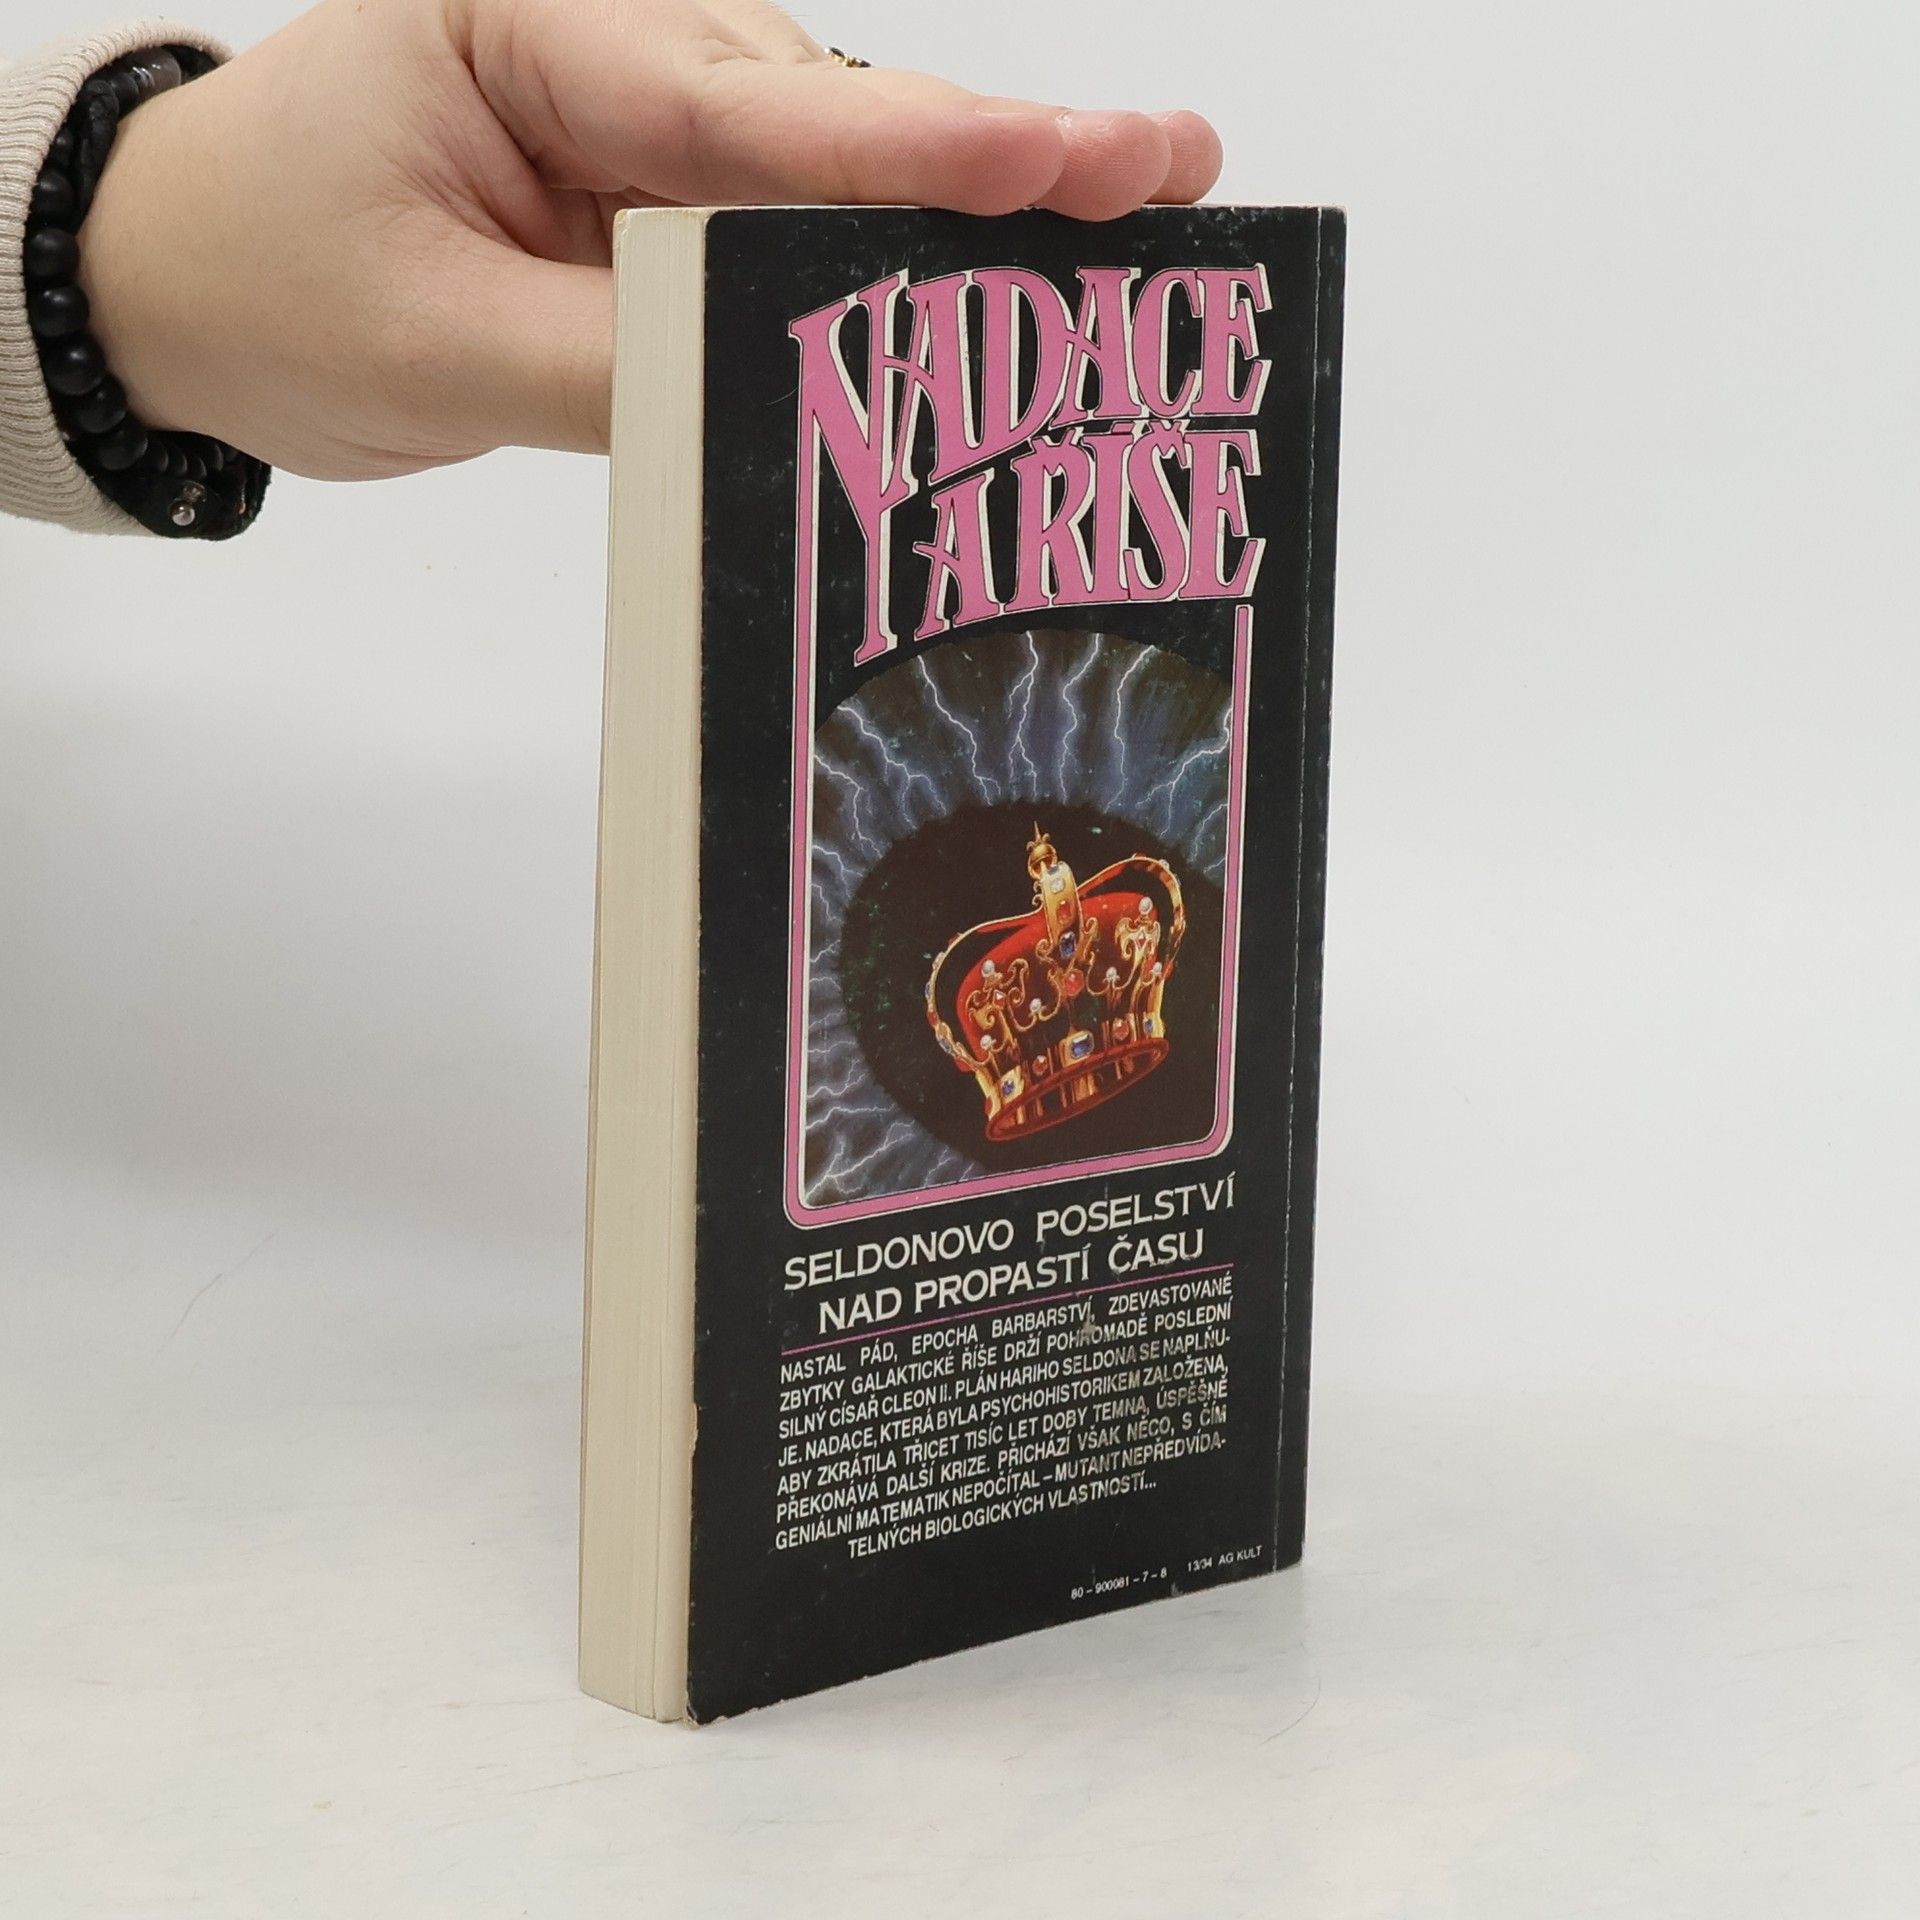 NADACE
A ŘÍŠE
SELDONOVO POSELSTVÍ
NAD PROPASTÍ ČASU
NASTAL PÁD, EPOCHA BARBARSTVÍ, ZDEVASTOVANÉ
ZBYTKY GALAKTICKÉ ŘÍŠE DRŽÍ POHROMADĚ POSLEDNÍ
SILNÝ CÍSAŘ CLEON II. PLÁN HARIHO SELDONA SE NAPLŇU-
JE. NADACE, KTERÁ BYLA PSYCHOHISTORIKEM ZALOŽENA,
ABY ZKRÁTILA TŘICET TISÍC LET DOBY TEMNA, ÚSPĚŠNĚ
PŘEKONÁVÁ DALŠÍ KRIZE. PŘICHÁZÍ VŠAK NĚCO, S ČÍM
GENIÁLNÍ MATEMATIK NEPOČÍTAL – MUTANT NEPŘEDVÍDA-
TELNÝCH BIOLOGICKÝCH VLASTNOSTÍ...
80 – 900081 – 7 – 8 13/34 AG KULT